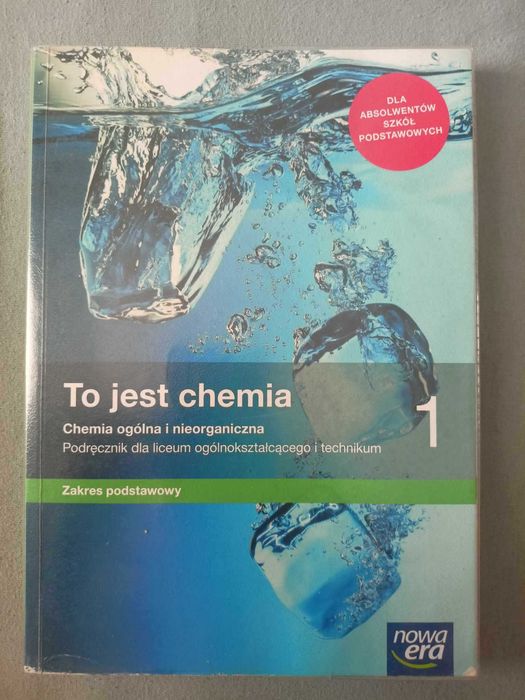 DLA
ABSOLWENTÓW
SZKÓŁ
PODSTAWOWYCH
To jest chemia
1
Chemia ogólna i nieorganiczna
Podręcznik dla liceum ogólnokształcącego i technikum
Zakres podstawowy
nowa
era